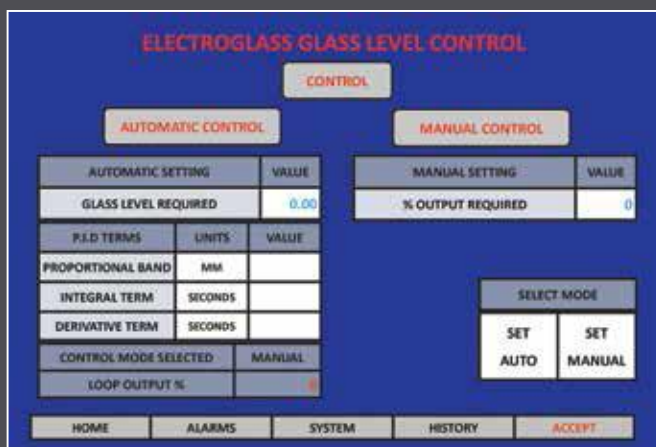 ELECTROGLASS GLASS LEVEL CONTROL
CONTROL
AUTOMATIC CONTROL
MANUAL CONTROL
AUTOMATIC SETTING VALUE
GLASS LEVEL REQUIRED 0.00
MANUAL SETTING VALUE
% OUTPUT REQUIRED 0
P.I.D TERMS UNITS VALUE
PROPORTIONAL BAND MM
INTEGRAL TERM SECONDS
DERIVATIVE TERM SECONDS
CONTROL MODE SELECTED MANUAL
LOOP OUTPUT % 0
SELECT MODE
SET AUTO
SET MANUAL
HOME ALARMS SYSTEM HISTORY ACCEPT